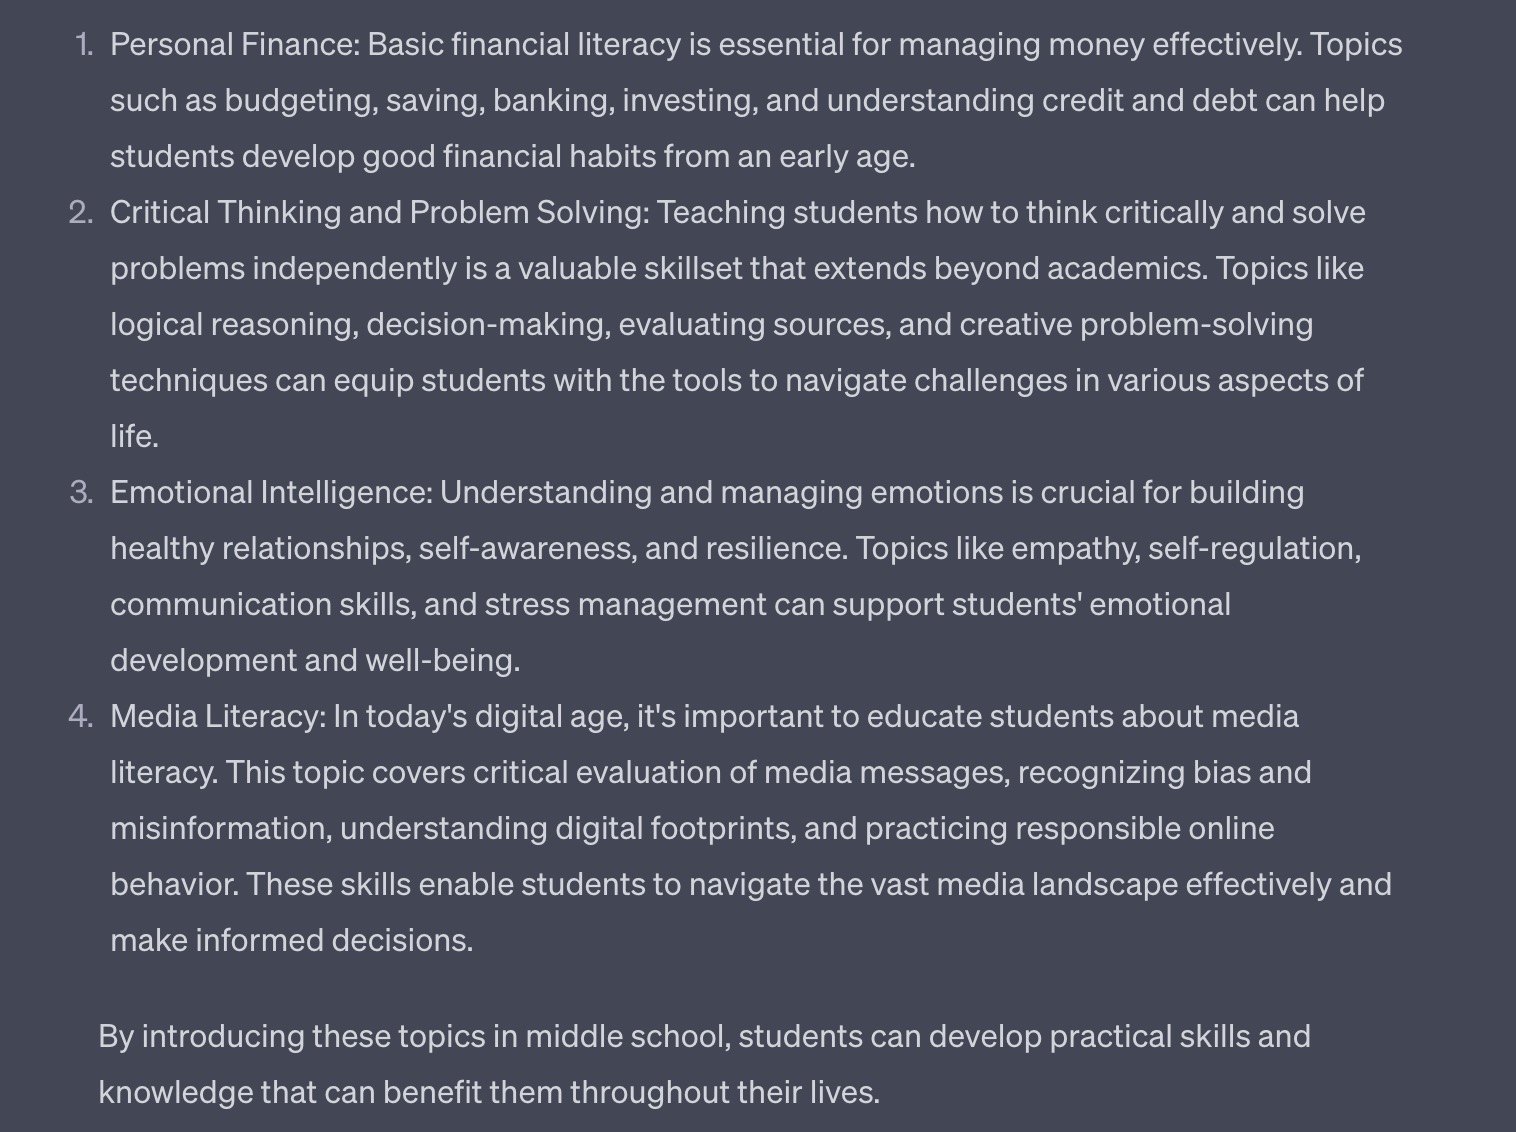 1. Personal Finance: Basic financial literacy is essential for managing money effectively. Topics
such as budgeting, saving, banking, investing, and understanding credit and debt can help
students develop good financial habits from an early age.
2. Critical Thinking and Problem Solving: Teaching students how to think critically and solve
problems independently is a valuable skillset that extends beyond academics. Topics like
logical reasoning, decision-making, evaluating sources, and creative problem-solving
techniques can equip students with the tools to navigate challenges in various aspects of
life.
3. Emotional Intelligence: Understanding and managing emotions is crucial for building
healthy relationships, self-awareness, and resilience. Topics like empathy, self-regulation,
communication skills, and stress management can support students' emotional
development and well-being.
4. Media Literacy: In today's digital age, it's important to educate students about media
literacy. This topic covers critical evaluation of media messages, recognizing bias and
misinformation, understanding digital footprints, and practicing responsible online
behavior. These skills enable students to navigate the vast media landscape effectively and
make informed decisions.
By introducing these topics in middle school, students can develop practical skills and
knowledge that can benefit them throughout their lives.